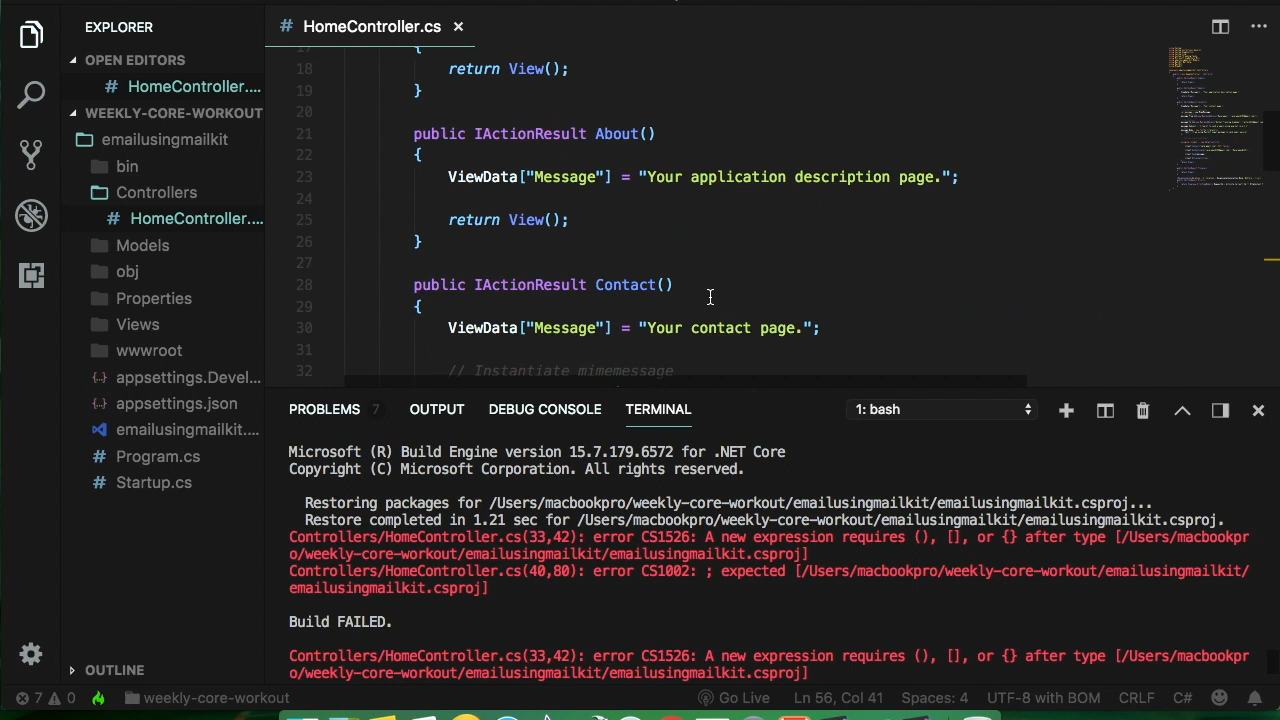 EXPLORER
OPEN EDITORS
# HomeController....
WEEKLY-CORE-WORKOUT
emailusingmailkit
bin
Controllers
# HomeController....
Models
obj
Properties
Views
wwwroot
{..} appsettings.Devel...
{..} appsettings.json
emailusingmailkit....
# Program.cs
# Startup.cs
OUTLINE
# HomeController.cs ×
17 {
18 return View();
19 }
20
21 public IActionResult About()
22 {
23 ViewData["Message"] = "Your application description page.";
24
25 return View();
26 }
27
28 public IActionResult Contact()
29 {
30 ViewData["Message"] = "Your contact page.";
31
32 // Instantiate mimemessage
PROBLEMS 7 OUTPUT DEBUG CONSOLE TERMINAL 1: bash
Microsoft (R) Build Engine version 15.7.179.6572 for .NET Core
Copyright (C) Microsoft Corporation. All rights reserved.
Restoring packages for /Users/macbookpro/weekly-core-workout/emailusingmailkit/emailusingmailkit.csproj...
Restore completed in 1.21 sec for /Users/macbookpro/weekly-core-workout/emailusingmailkit/emailusingmailkit.csproj.
Controllers/HomeController.cs(33,42): error CS1526: A new expression requires (), [], or {} after type [/Users/macbookpr
o/weekly-core-workout/emailusingmailkit/emailusingmailkit.csproj]
Controllers/HomeController.cs(40,80): error CS1002: ; expected [/Users/macbookpro/weekly-core-workout/emailusingmailkit/
emailusingmailkit.csproj]
Build FAILED.
Controllers/HomeController.cs(33,42): error CS1526: A new expression requires (), [], or {} after type [/Users/macbookpr
o/weekly-core-workout/emailusingmailkit/emailusingmailkit.csproj]
7 0 weekly-core-workout Go Live Ln 56, Col 41 Spaces: 4 UTF-8 with BOM CRLF C#